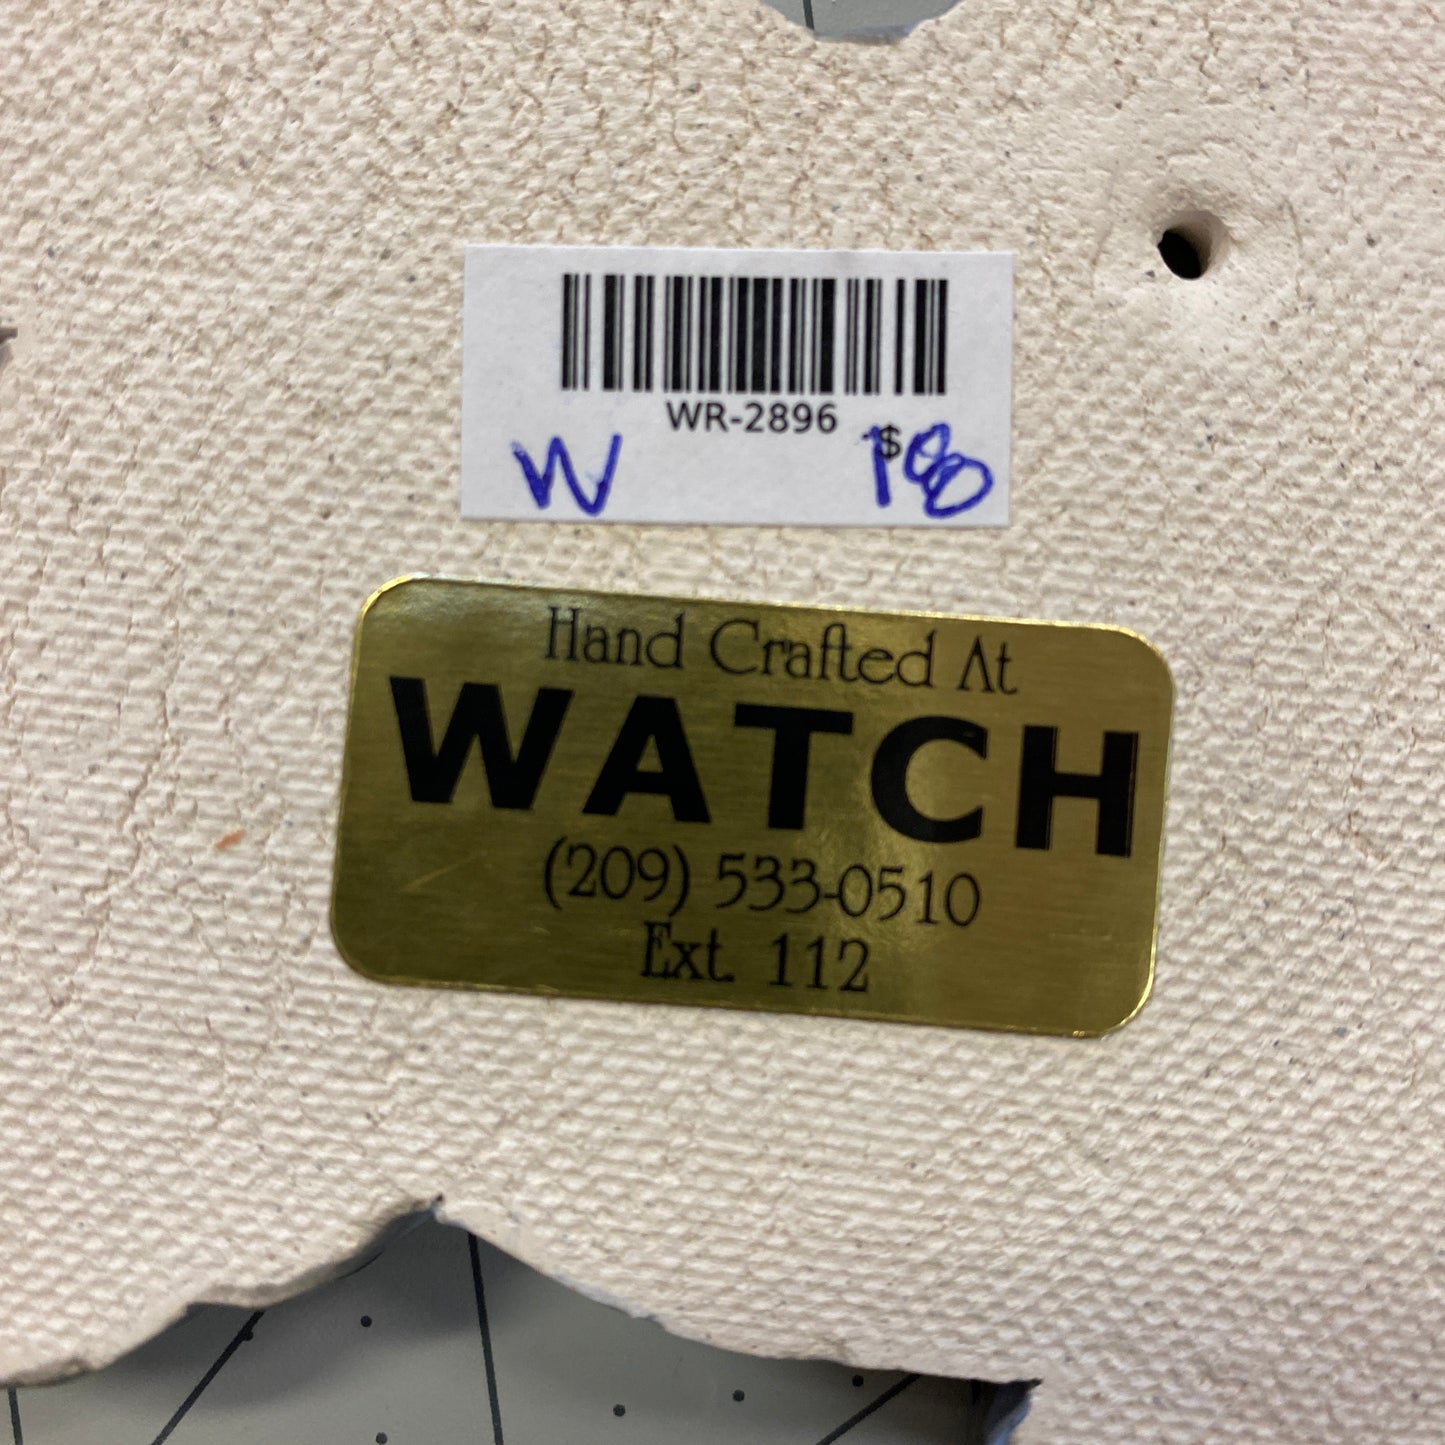 WR-2896
W $18
Hand Crafted At
WATCH
(209) 533-0510
Ext. 112